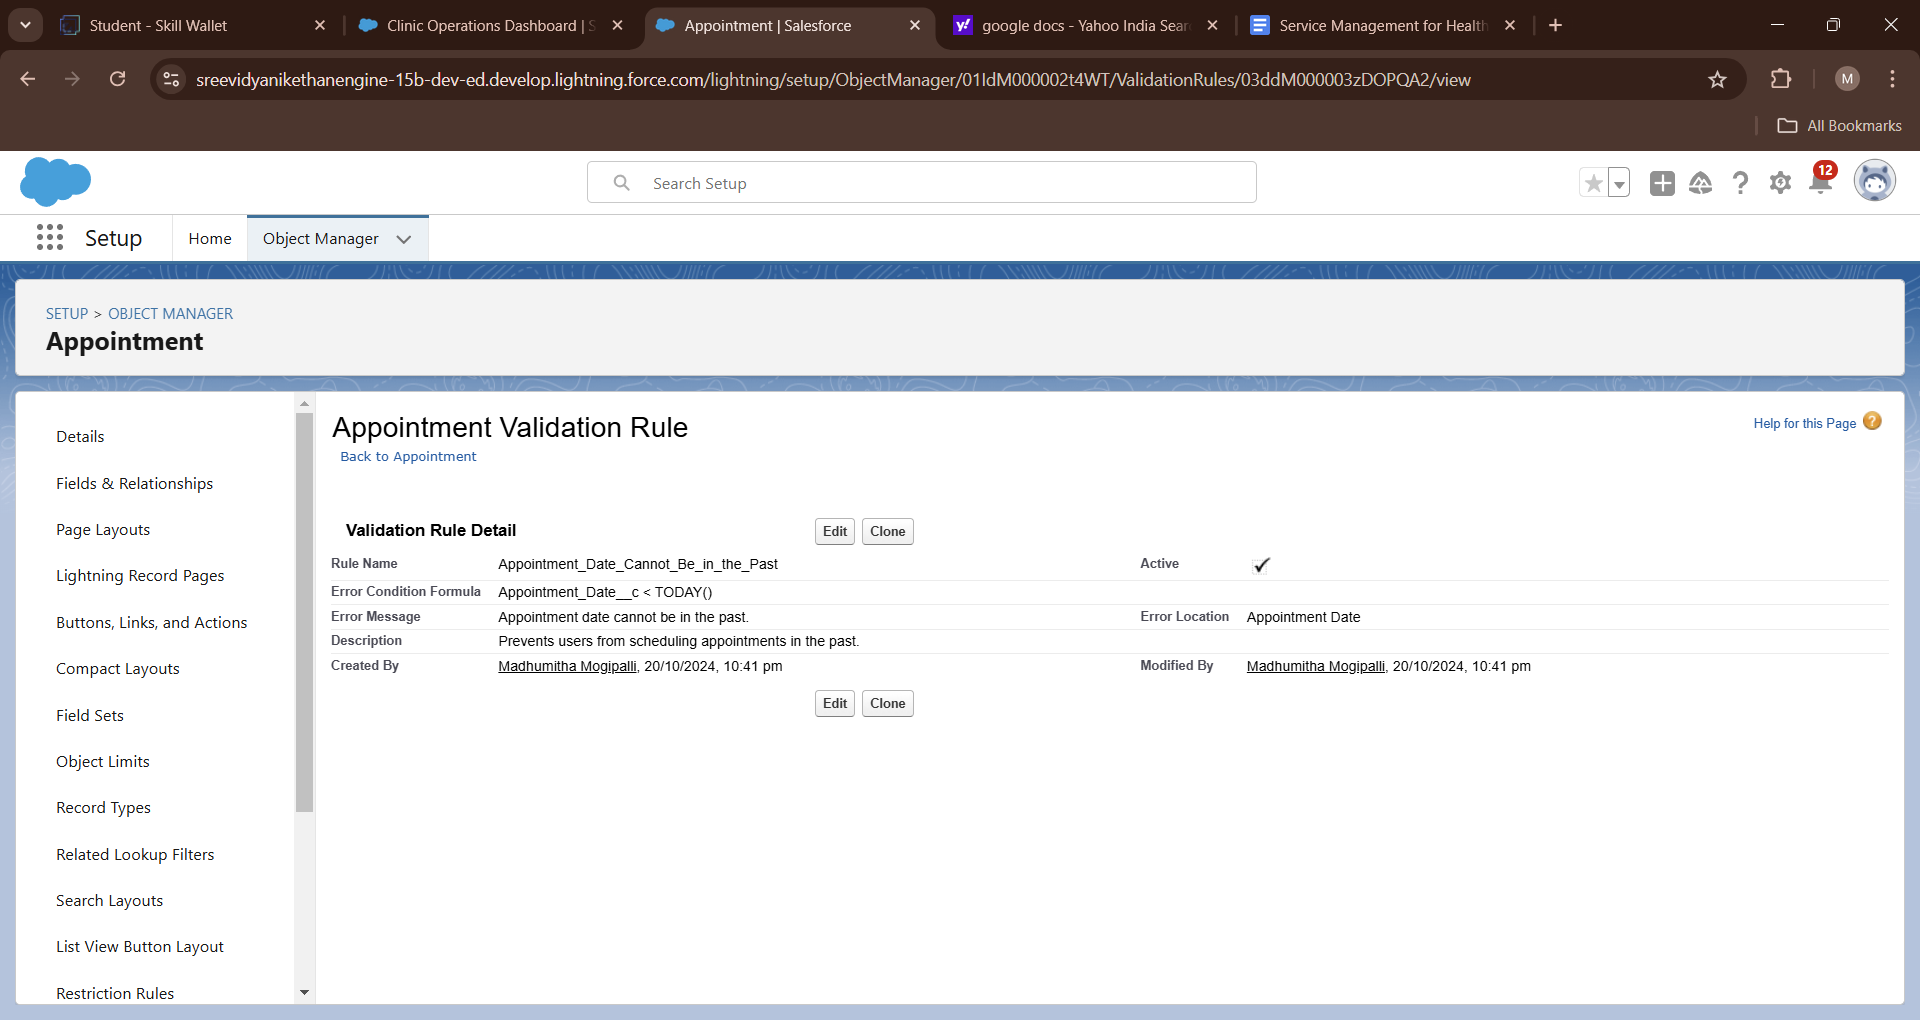 Student - Skill Wallet
Clinic Operations Dashboard | S
Appointment | Salesforce
google docs - Yahoo India Sear
Service Management for Health
sreevidyanikethanengine-15b-dev-ed.develop.lightning.force.com/lightning/setup/ObjectManager/01IdM000002t4WT/ValidationRules/03ddM000003zDOPQA2/view
M
All Bookmarks
Search Setup
12
Setup
Home
Object Manager
SETUP > OBJECT MANAGER
Appointment
Details
Fields & Relationships
Page Layouts
Lightning Record Pages
Buttons, Links, and Actions
Compact Layouts
Field Sets
Object Limits
Record Types
Related Lookup Filters
Search Layouts
List View Button Layout
Restriction Rules
Appointment Validation Rule
Help for this Page ?
Back to Appointment
Validation Rule Detail
Edit Clone
Rule Name Appointment_Date_Cannot_Be_in_the_Past Active ✓
Error Condition Formula Appointment_Date__c < TODAY()
Error Message Appointment date cannot be in the past. Error Location Appointment Date
Description Prevents users from scheduling appointments in the past.
Created By Madhumitha Mogipalli, 20/10/2024, 10:41 pm Modified By Madhumitha Mogipalli, 20/10/2024, 10:41 pm
Edit Clone